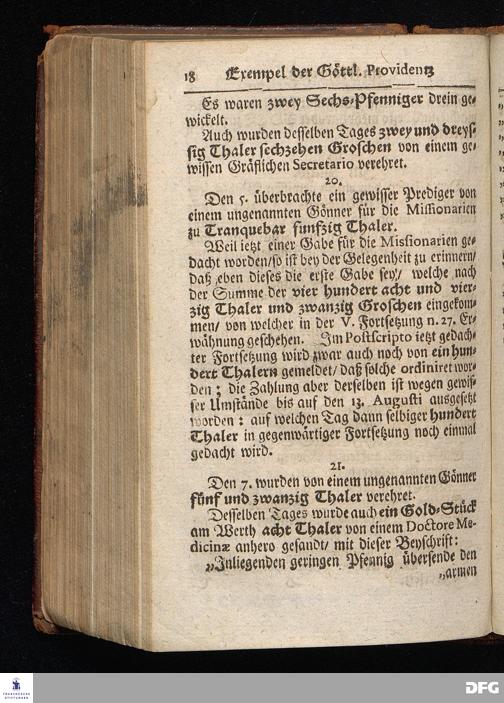 18 Exempel der Göttl. Providentz
Es waren zwey Sechs-Pfenniger drein ge-
wickelt.
Auch wurden desselben Tages zwey und dreys-
sig Thaler sechzehen Groschen von einem ge-
wissen Gräflichen Secretario verehret.
20.
Den 5. überbrachte ein gewisser Prediger von
einem ungenannten Gönner für die Missionarien
zu Tranquebar funfzig Thaler.
Weil ietzt einer Gabe für die Missionarien ge-
dacht worden/ so ist bey der Gelegenheit zu erinnern/
daß eben dieses die erste Gabe sey/ welche nach
der Summe der vier hundert acht und vier-
zig Thaler und zwanzig Groschen eingekom-
men/ von welcher in der V. Fortsetzung n. 27. Er-
wähnung geschehen. Im Postscripto ietzt gedach-
ter Fortsetzung wird zwar auch noch von ein hun-
dert Thalern gemeldet/ daß solche ordiniret wor-
den; die Zahlung aber derselben ist wegen gewis-
ser Umstände bis auf den 13. Augusti ausgesetzt
worden: auf welchen Tag dann selbiger hundert
Thaler in gegenwärtiger Fortsetzung noch einmal
gedacht wird.
21.
Den 7. wurden von einem ungenannten Gönner
fünf und zwanzig Thaler verehret.
Desselben Tages wurde auch ein Gold-Stück
am Werth acht Thaler von einem Doctore Me-
dicinæ anhero gesandt/ mit dieser Beyschrift:
„Inliegenden geringen Pfennig übersende den
„armen
FRANCKESCHE
STIFTUNGEN
DFG